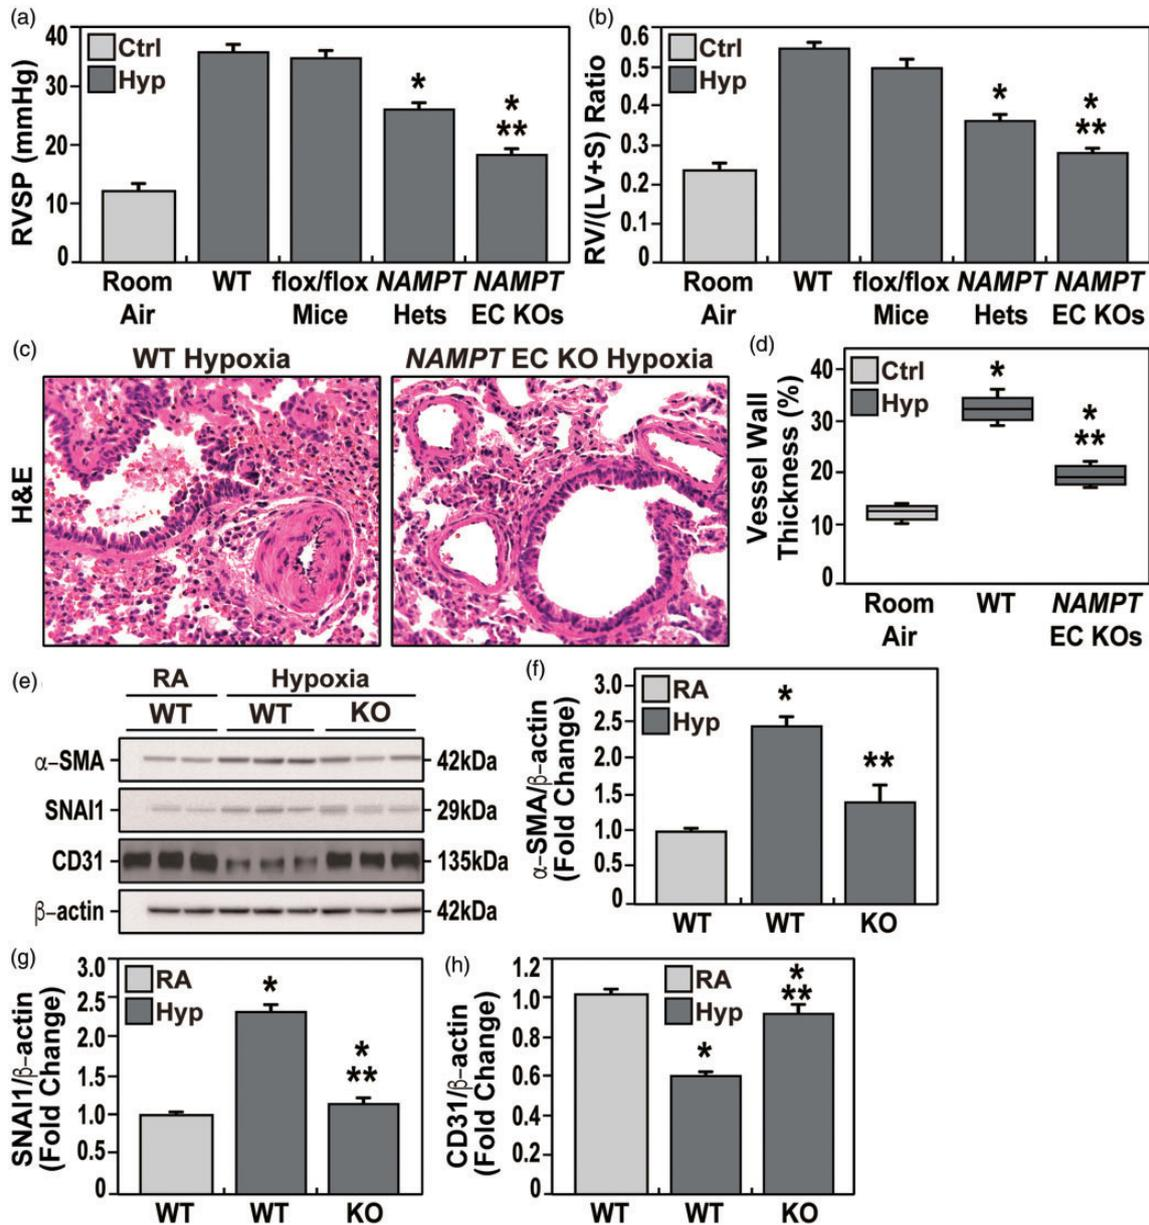 (a)
RVSP (mmHg)
40
30
20
10
0
Ctrl
Hyp
*
*
**
Room
Air
WT
flox/flox
Mice
NAMPT
Hets
NAMPT
EC KOs
(b)
RV/(LV+S) Ratio
0.6
0.5
0.4
0.3
0.2
0.1
0
Ctrl
Hyp
*
*
**
Room
Air
WT
flox/flox
Mice
NAMPT
Hets
NAMPT
EC KOs
(c)
WT Hypoxia
NAMPT EC KO Hypoxia
H&E
(d)
Vessel Wall
Thickness (%)
40
30
20
10
0
Ctrl
Hyp
*
*
**
Room
Air
WT
NAMPT
EC KOs
(e)
RA
Hypoxia
WT
WT
KO
α-SMA
42kDa
SNAI1
29kDa
CD31
135kDa
β-actin
42kDa
(f)
α-SMA/β-actin
(Fold Change)
3.0
2.5
2.0
1.5
1.0
0.5
0
RA
Hyp
*
**
WT
WT
KO
(g)
SNAI1/β-actin
(Fold Change)
3.0
2.5
2.0
1.5
1.0
0.5
0
RA
Hyp
*
*
**
WT
WT
KO
(h)
CD31/β-actin
(Fold Change)
1.2
1.0
0.8
0.6
0.4
0.2
0
RA
Hyp
*
*
**
WT
WT
KO